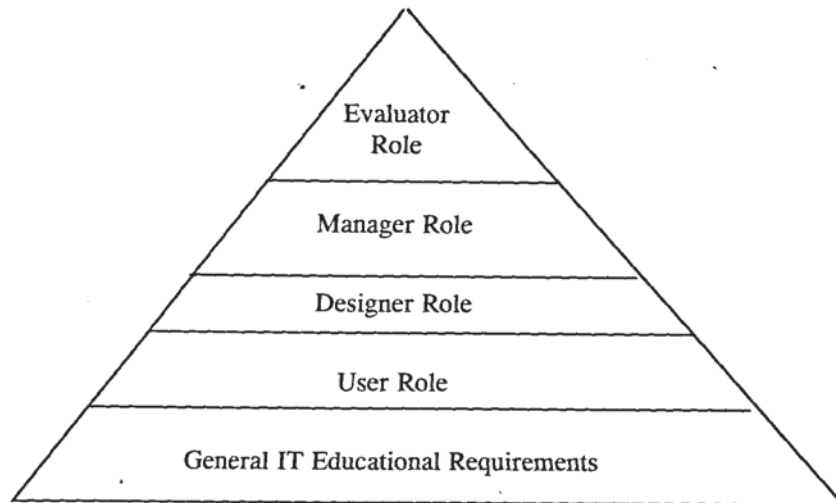 Evaluator
Role
Manager Role
Designer Role
User Role
General IT Educational Requirements